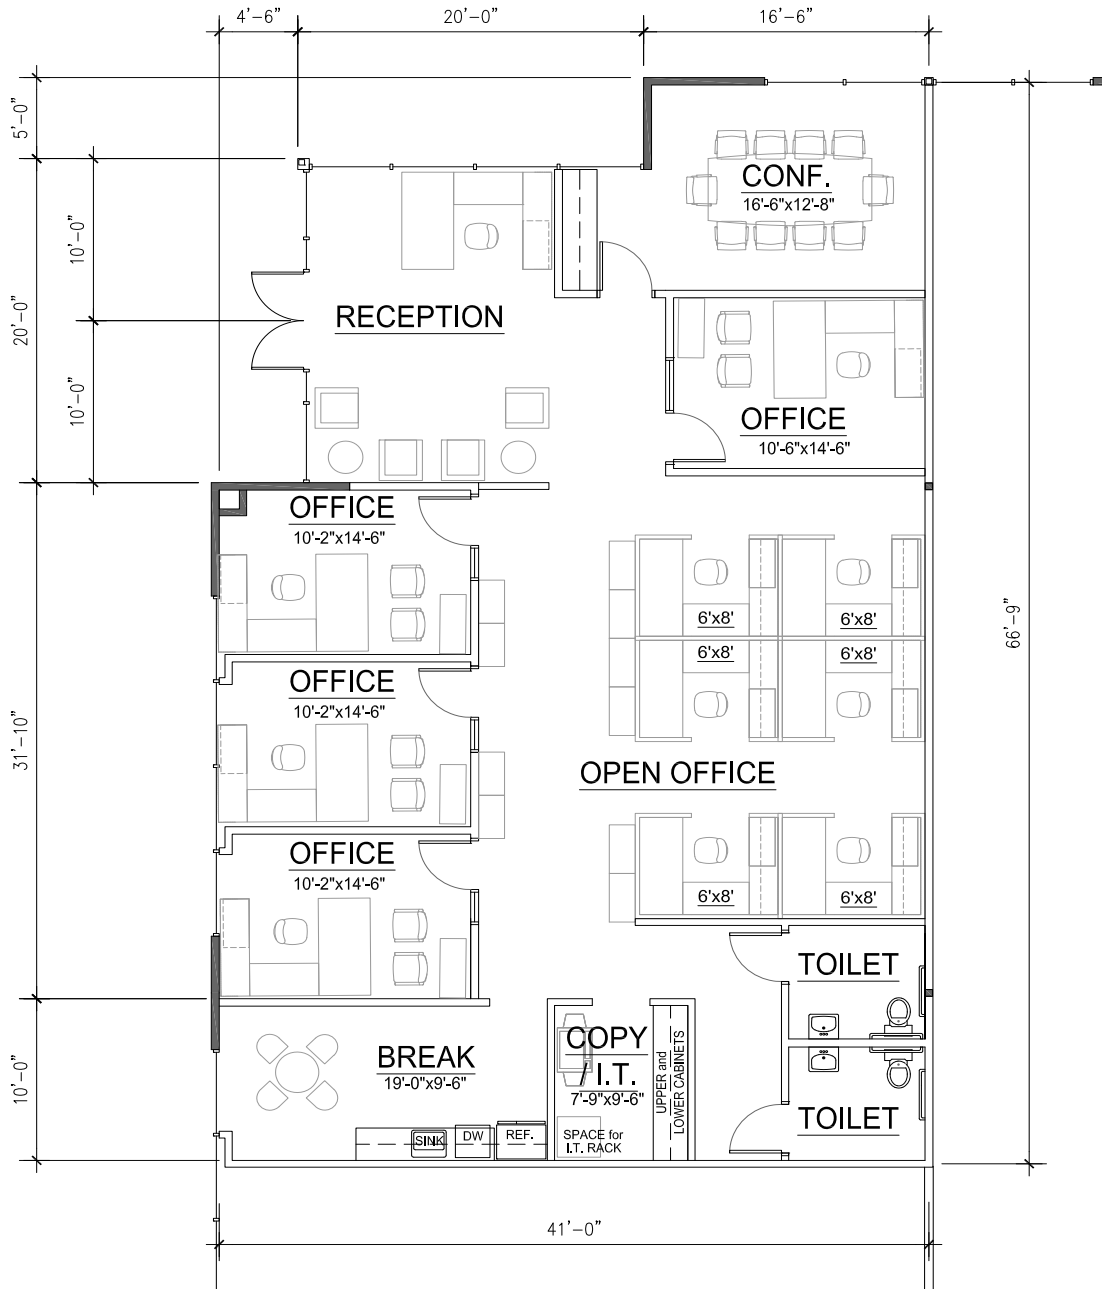 4'-6"
20'-0"
16'-6"
5'-0"
CONF.
16'-6"x12'-8"
10'-0"
20'-0"
RECEPTION
10'-0"
OFFICE
10'-6"x14'-6"
OFFICE
10'-2"x14'-6"
6'x8'
6'x8'
6'x8'
6'x8'
66'-9"
OFFICE
10'-2"x14'-6"
31'-10"
OPEN OFFICE
OFFICE
10'-2"x14'-6"
6'x8'
6'x8'
TOILET
COPY
/ I.T.
7'-9"x9'-6"
BREAK
19'-0"x9'-6"
UPPER and
LOWER CABINETS
10'-0"
TOILET
SINK
DW
REF.
SPACE for
I.T. RACK
41'-0"